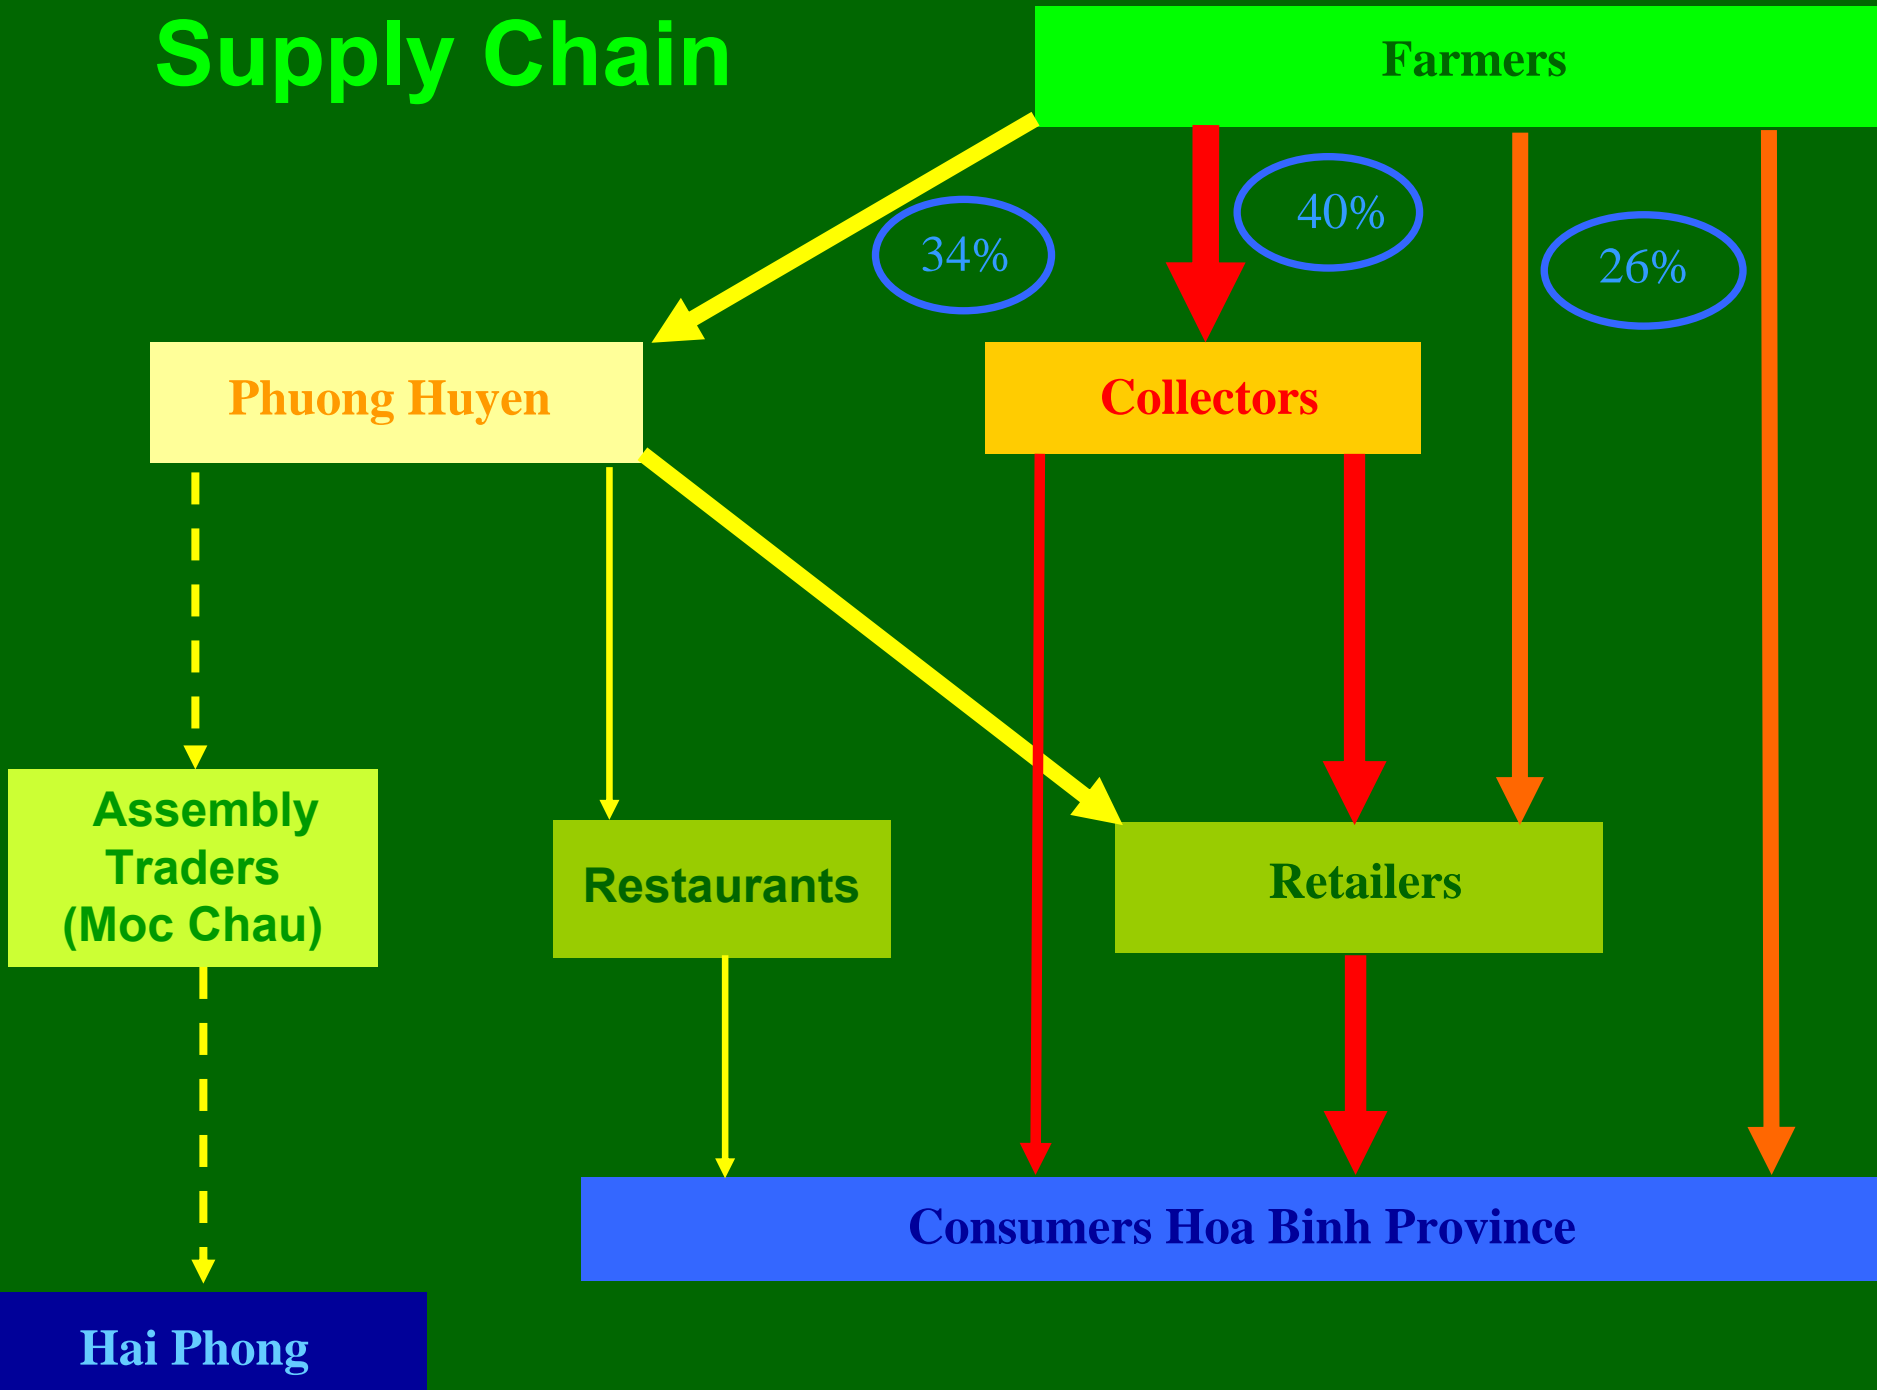 Supply Chain
Farmers
34%
40%
26%
Phuong Huyen
Collectors
Assembly
Traders
(Moc Chau)
Restaurants
Retailers
Consumers Hoa Binh Province
Hai Phong